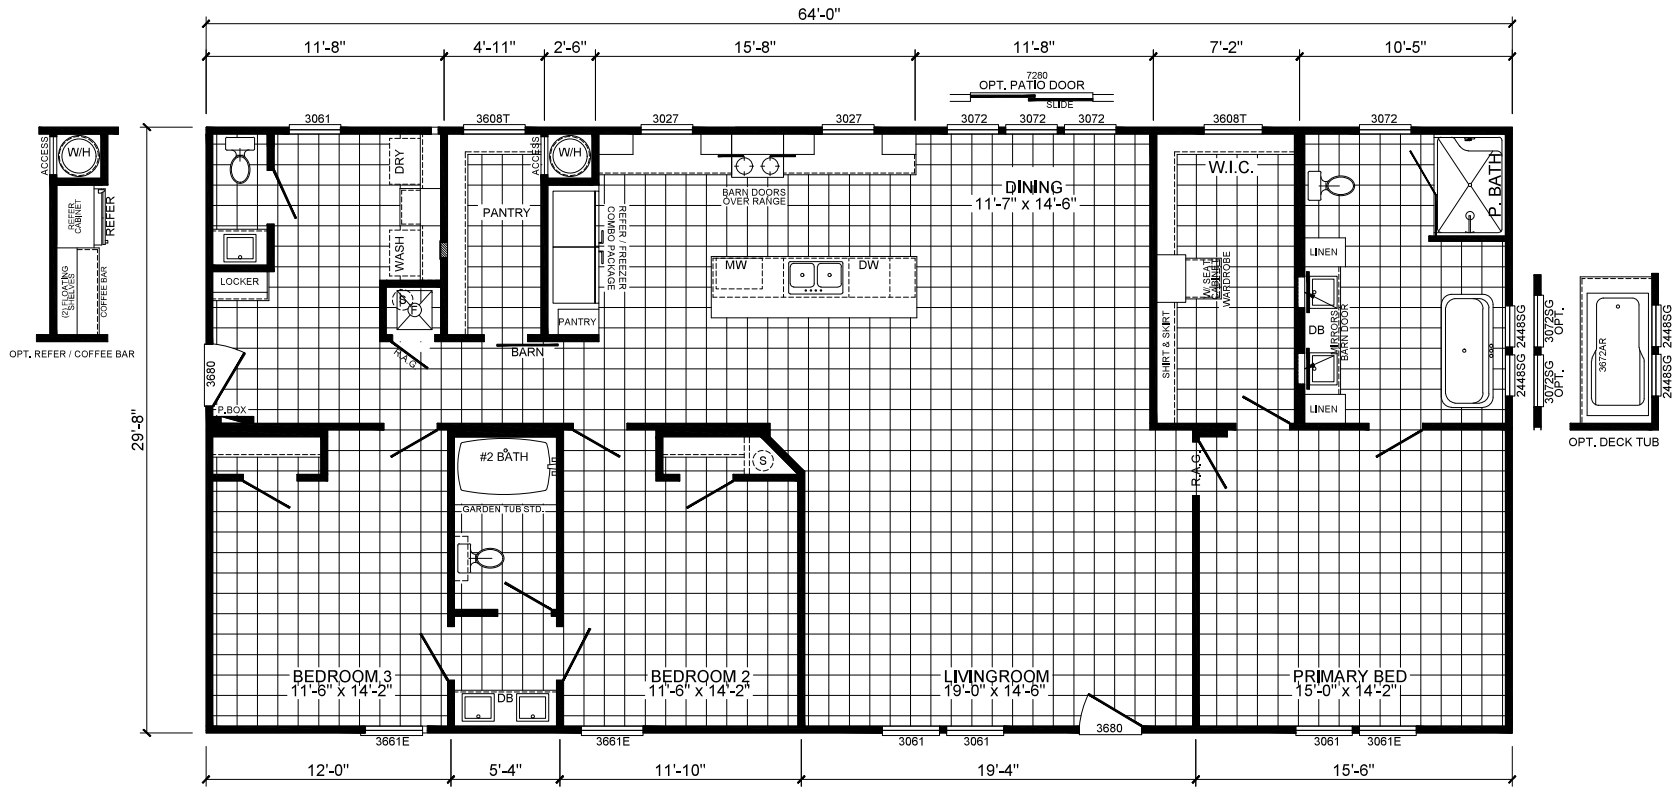 64'-0"
11'-8"
4'-11"
2'-6"
15'-8"
11'-8"
7'-2"
10'-5"
7280
OPT. PATIO DOOR
SLIDE
3061
3608T
3027
3027
3072
3072
3072
3608T
3072
ACCESS
W/H
REFER
CABINET
REFER
(2) FLOATING
SHELVES
COFFEE BAR
OPT. REFER / COFFEE BAR
29'-8"
DRY
WASH
LOCKER
S
F
R.A.G.
3680
P.BOX
PANTRY
BARN
ACCESS
W/H
REFER / FREEZER
COMBO PACKAGE
PANTRY
BARN DOORS
OVER RANGE
MW
DW
DINING
11'-7" x 14'-6"
W.I.C.
W/ SEAT
CABINET
WARDROBE
SHIRT & SKIRT
P. BATH
LINEN
DB
MIRRORS
BARN DOOR
LINEN
2448SG
2448SG
3072SG
OPT.
3072SG
OPT.
3672AR
2448SG
2448SG
OPT. DECK TUB
#2 BATH
GARDEN TUB STD.
DB
S
R.A.G.
BEDROOM 3
11'-6" x 14'-2"
BEDROOM 2
11'-6" x 14'-2"
LIVINGROOM
19'-0" x 14'-6"
PRIMARY BED
15'-0" x 14'-2"
3661E
3661E
3061
3061
3680
3061
3061E
12'-0"
5'-4"
11'-10"
19'-4"
15'-6"